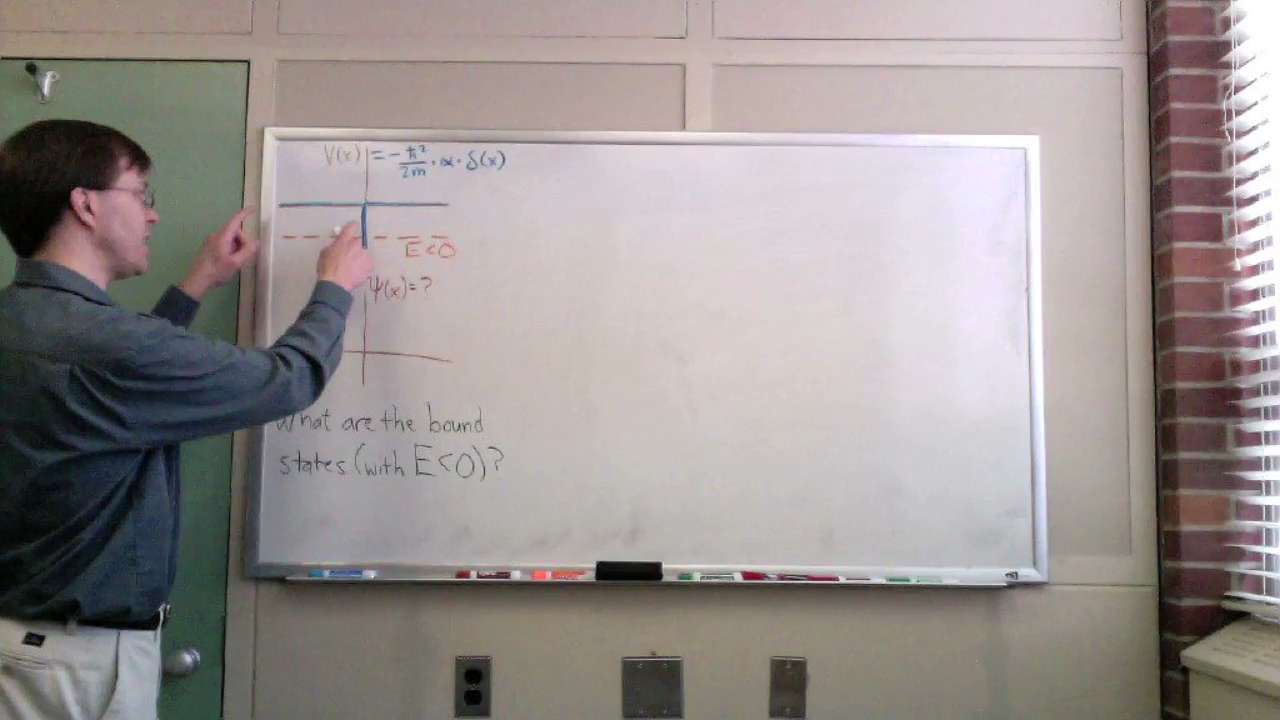 V(x) = -ℏ²/2m · α · δ(x)
E<0
Ψ(x)=?
What are the bound
states (with E<0)?